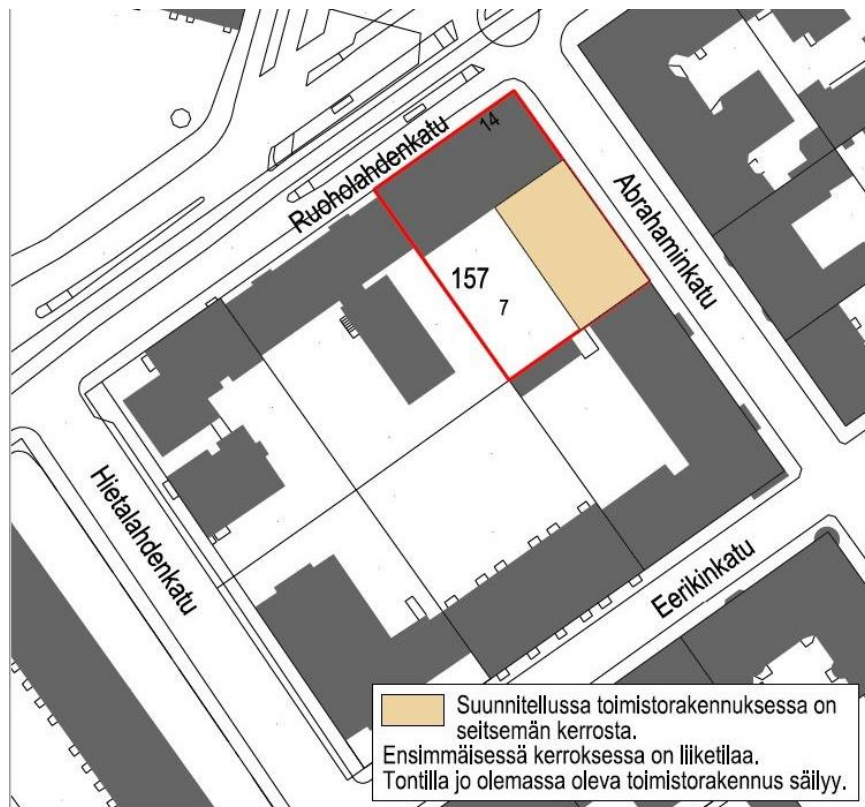 14
Ruoholahdenkatu
Abrahaminkatu
157
7
Hietalahdenkatu
Eerikinkatu
Suunnitellussa toimistorakennuksessa on
seitsemän kerrosta.
Ensimmäisessä kerroksessa on liiketilaa.
Tontilla jo olemassa oleva toimistorakennus säilyy.